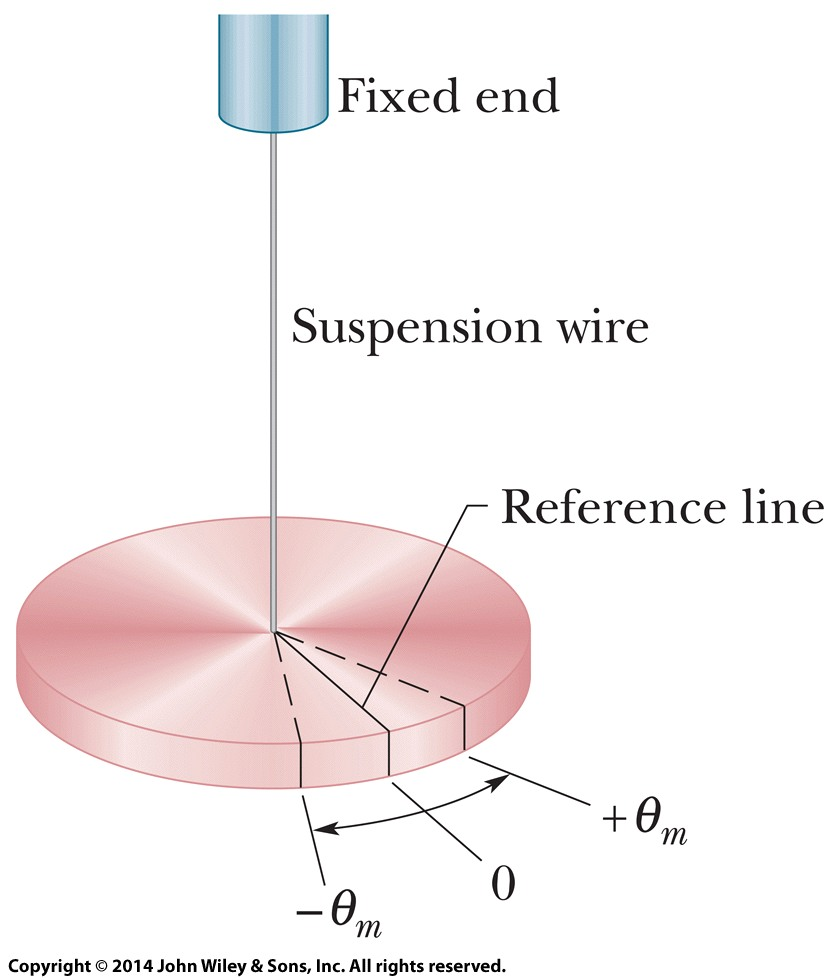 Fixed end
Suspension wire
Reference line
+θm
0
−θm
Copyright © 2014 John Wiley & Sons, Inc. All rights reserved.